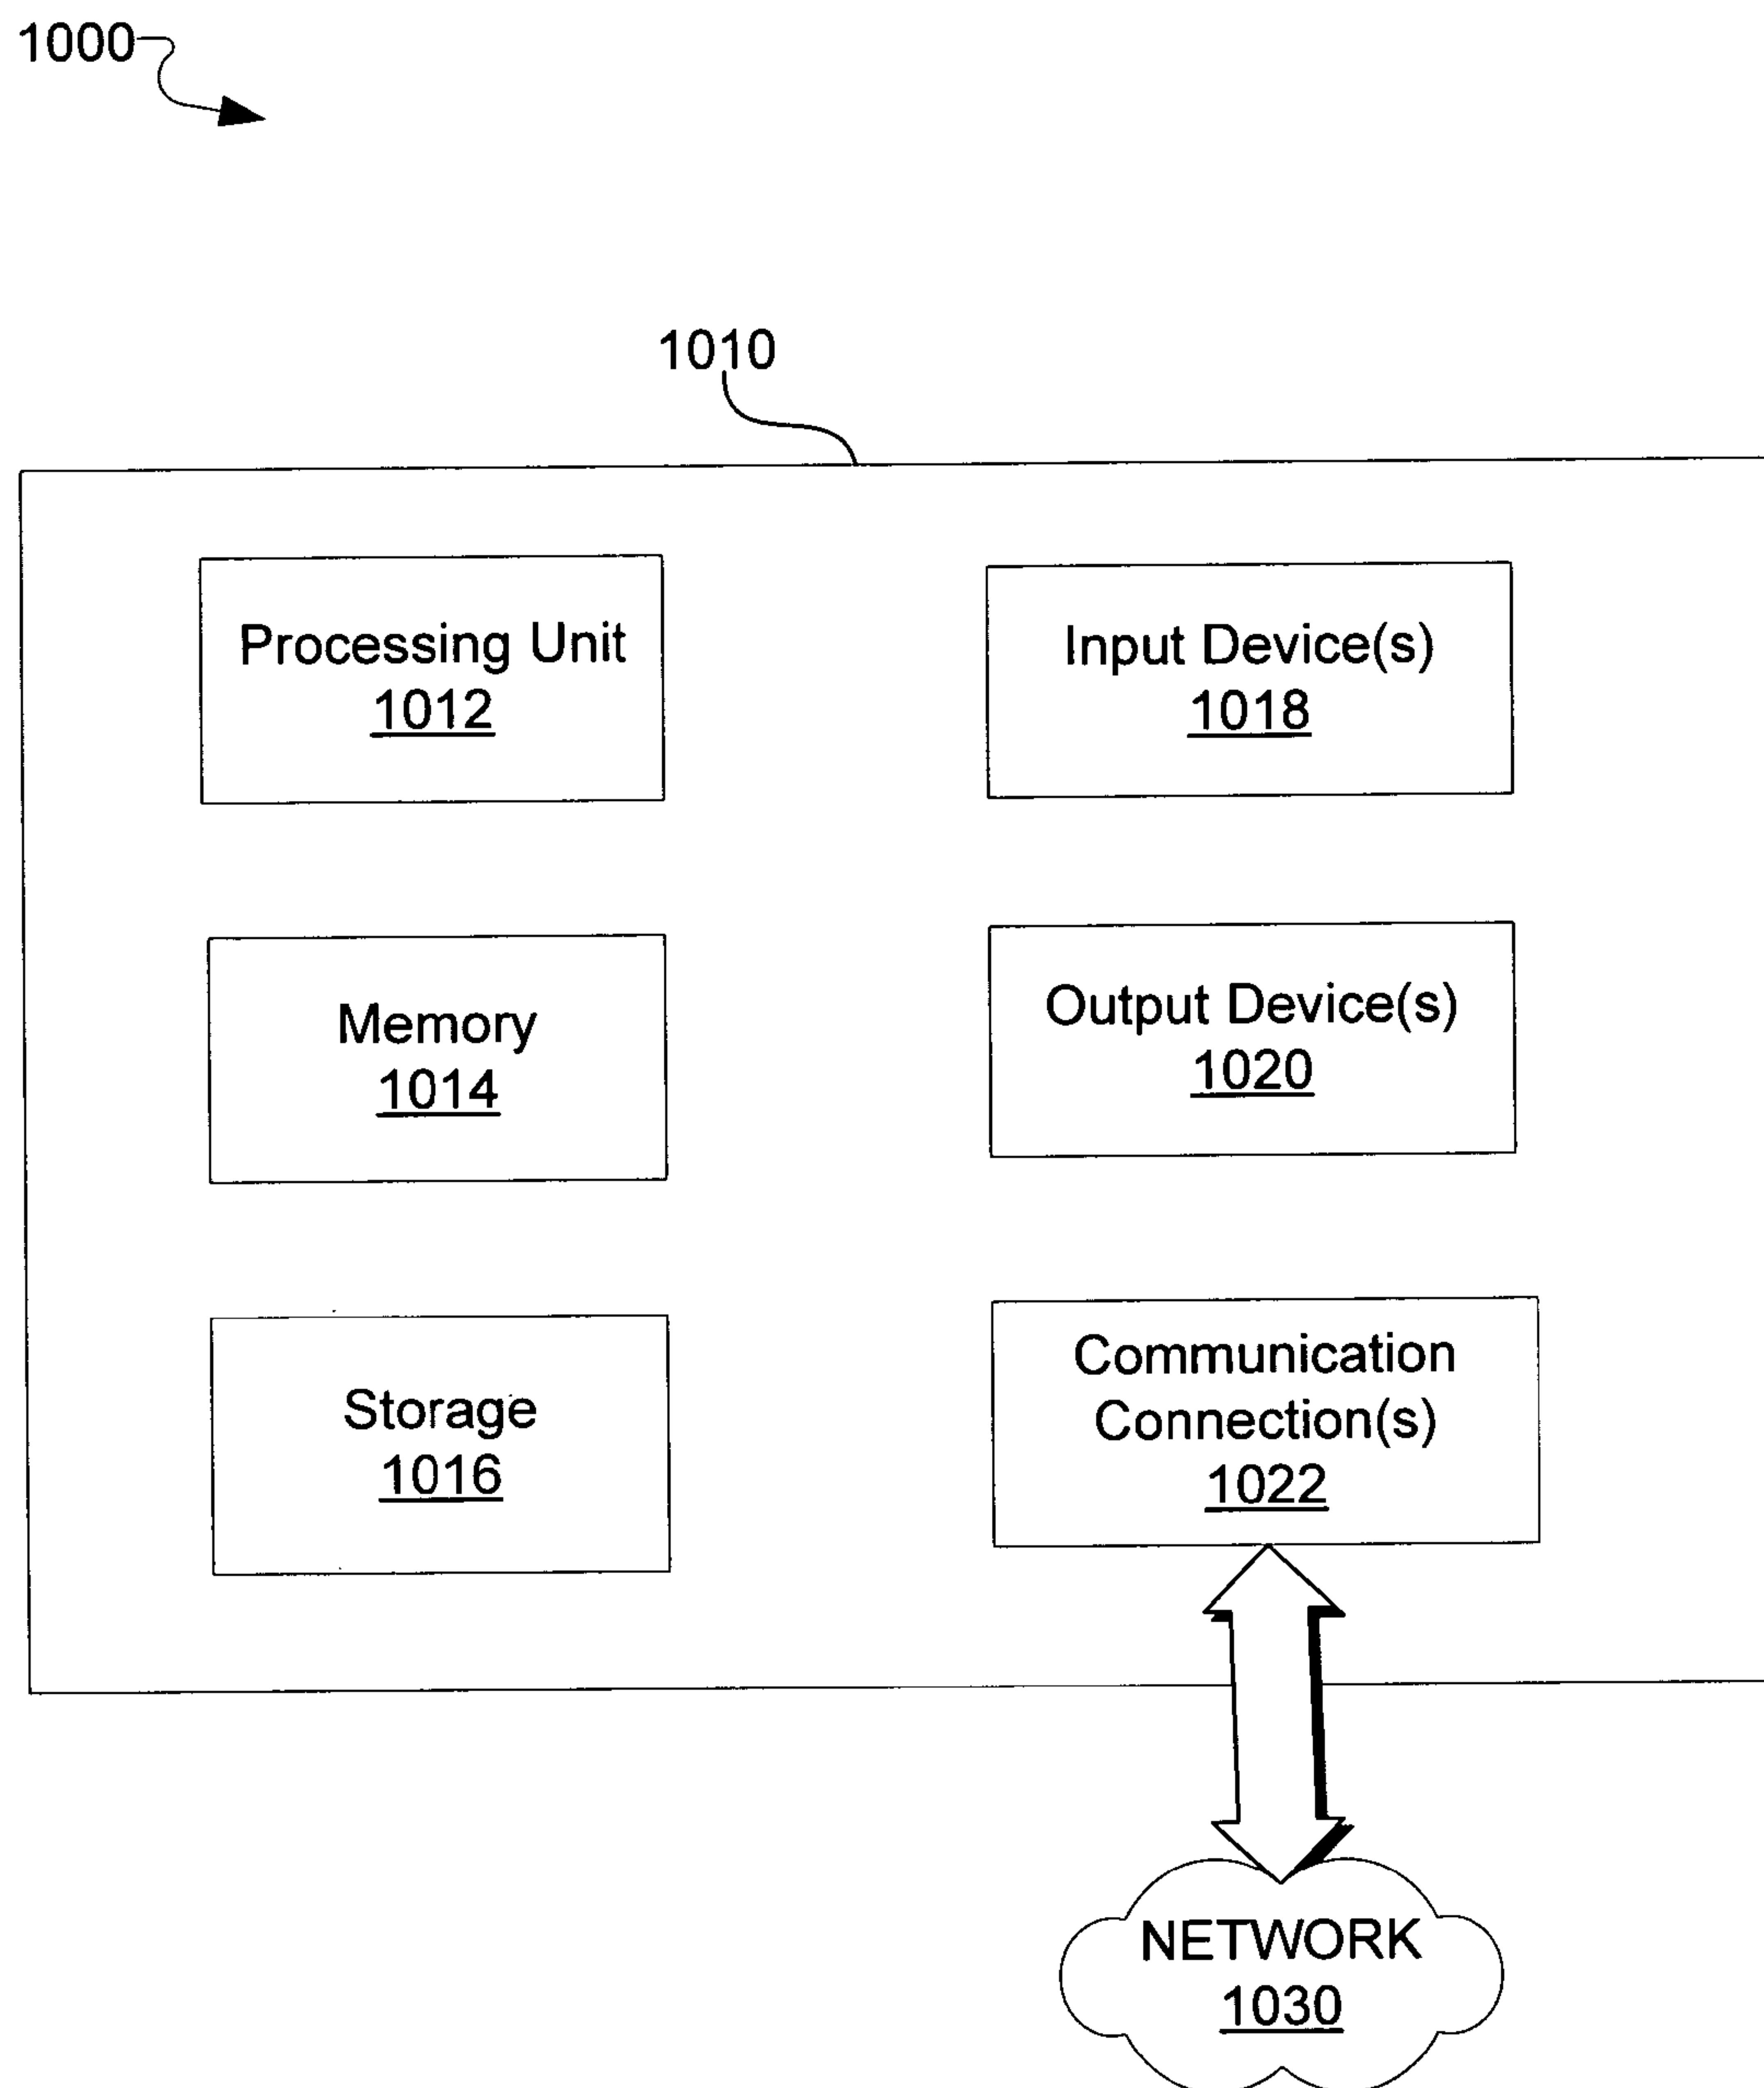 1000
1010
Processing Unit
1012
Input Device(s)
1018
Memory
1014
Output Device(s)
1020
Storage
1016
Communication
Connection(s)
1022
NETWORK
1030